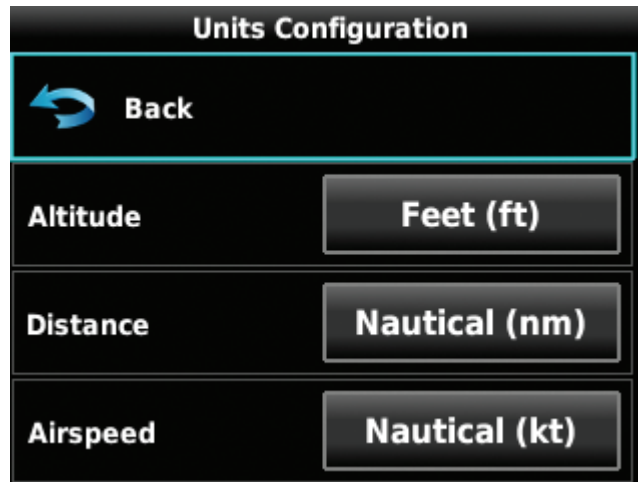 Units Configuration
Back
Altitude Feet (ft)
Distance Nautical (nm)
Airspeed Nautical (kt)